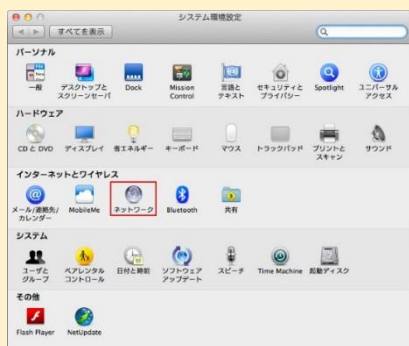 システム環境設定
すべてを表示
パーソナル
一般
デスクトップと
スクリーンセーバ
Dock
Mission
Control
言語と
テキスト
セキュリティと
プライバシー
Spotlight
ユニバーサル
アクセス
ハードウェア
CD と DVD
ディスプレイ
省エネルギー
キーボード
マウス
トラックパッド
プリントと
スキャン
サウンド
インターネットとワイヤレス
メール/連絡先/
カレンダー
MobileMe
ネットワーク
Bluetooth
共有
システム
ユーザと
グループ
ペアレンタル
コントロール
日付と時刻
ソフトウェア
アップデート
スピーチ
Time Machine
起動ディスク
その他
Flash Player
NetUpdate